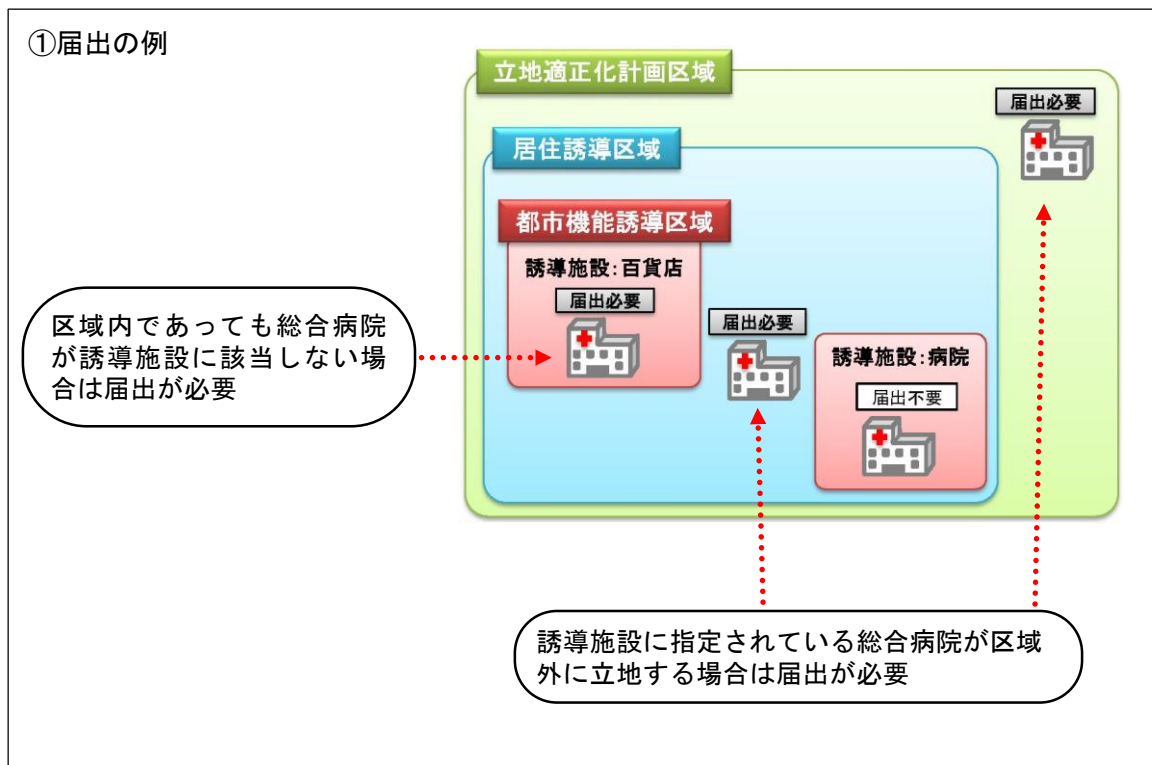 ①届出の例
立地適正化計画区域
届出必要
居住誘導区域
都市機能誘導区域
誘導施設:百貨店
届出必要
届出必要
誘導施設:病院
届出不要
区域内であっても総合病院
が誘導施設に該当しない場
合は届出が必要
誘導施設に指定されている総合病院が区域
外に立地する場合は届出が必要